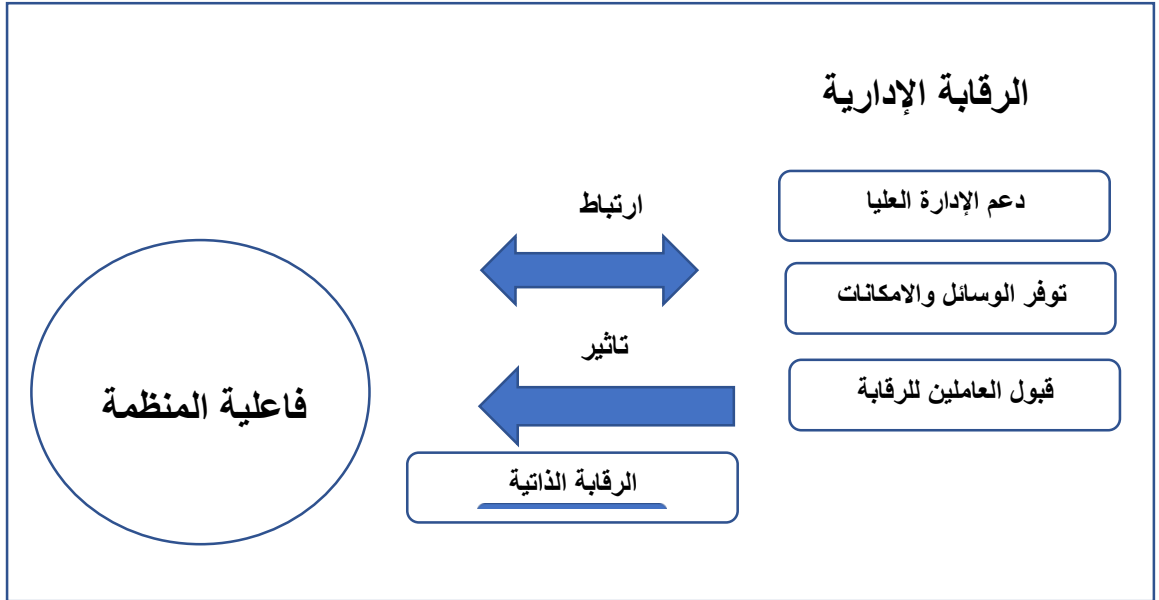 الرقابة الإدارية
دعم الإدارة العليا
ارتباط
توفر الوسائل والامكانات
تاثير
قبول العاملين للرقابة
فاعلية المنظمة
الرقابة الذاتية